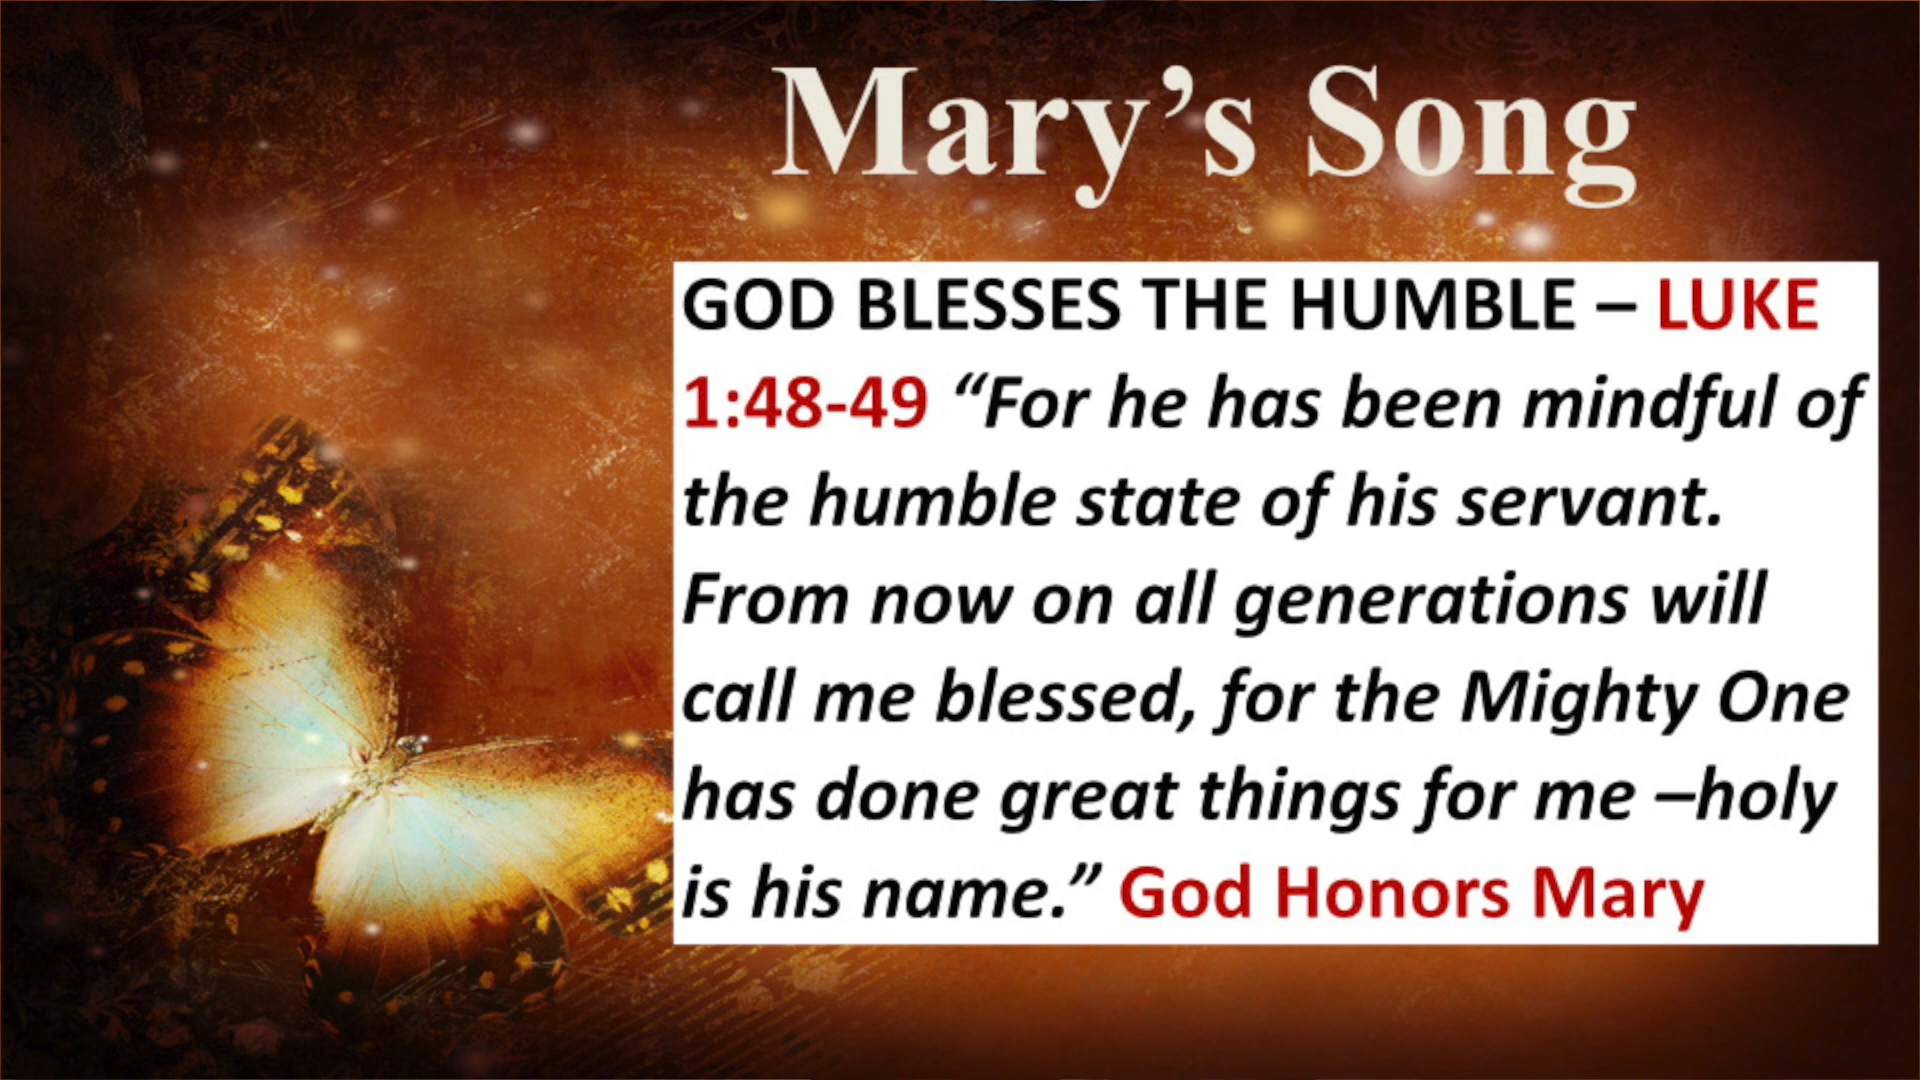 Mary’s Song
GOD BLESSES THE HUMBLE – LUKE
1:48-49 “For he has been mindful of
the humble state of his servant.
From now on all generations will
call me blessed, for the Mighty One
has done great things for me –holy
is his name.” God Honors Mary